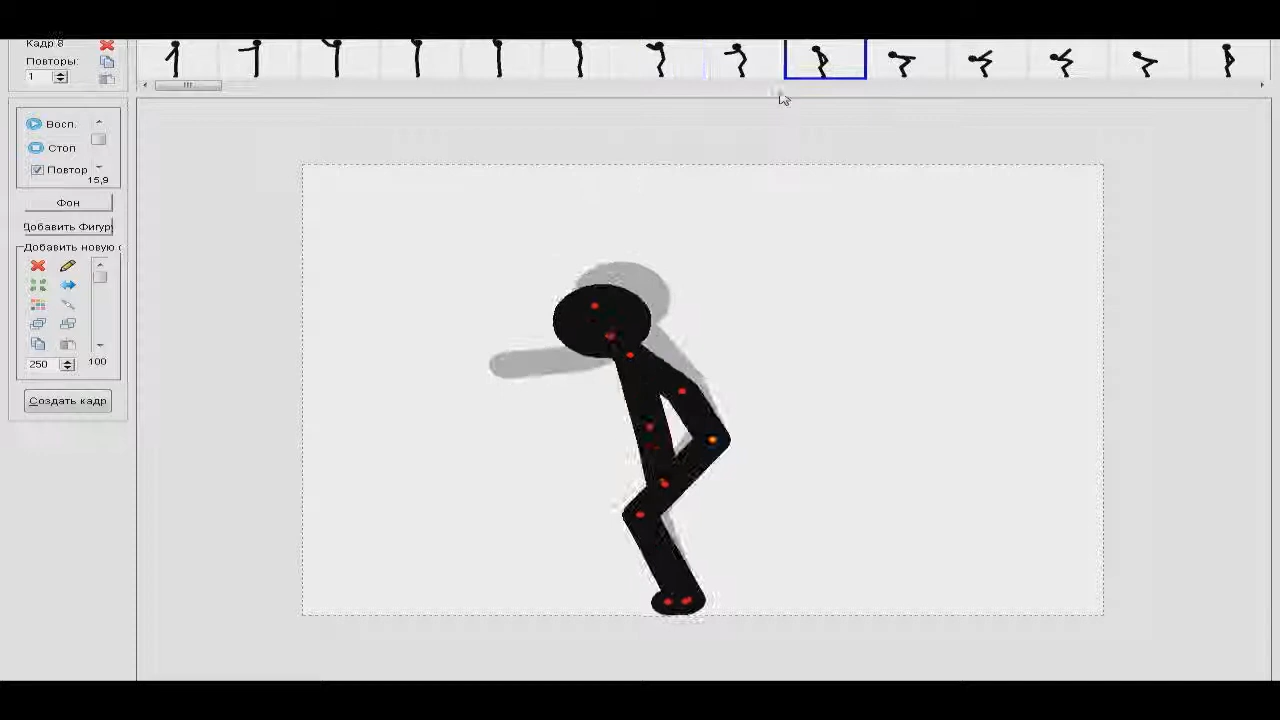 Кадр 8
Повторы:
1
Восп.
Стоп
Повтор
15,9
Фон
Добавить Фигур
Добавить новую ф
250
100
Создать кадр